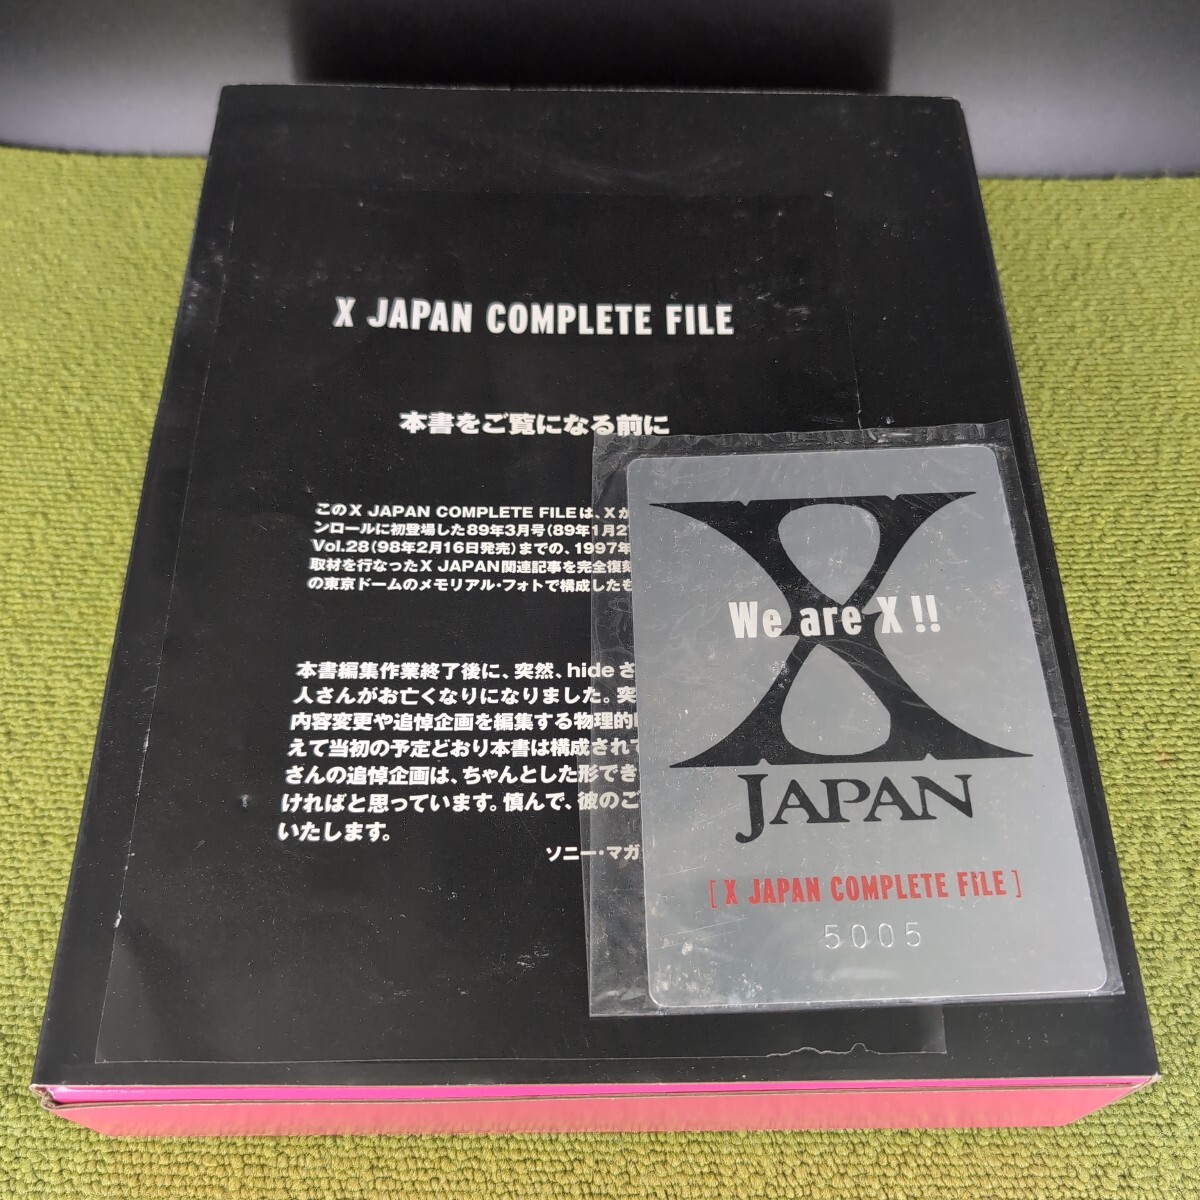 X JAPAN COMPLETE FILE
本書をご覧になる前に
このX JAPAN COMPLETE FILEは、Xが
ンロールに初登場した89年3月号(89年1月27
Vol.28(98年2月16日発売)までの、1997年
取材を行なったX JAPAN関連記事を完全復刻
の東京ドームのメモリアル・フォトで構成したも
本書編集作業終了後に、突然、hideさ
人さんがお亡くなりになりました。突
内容変更や追悼企画を編集する物理的
えて当初の予定どおり本書は構成されて
さんの追悼企画は、ちゃんとした形でき
ければと思っています。慎んで、彼のご
いたします。
ソニー・マガ
We are X !!
X
JAPAN
[ X JAPAN COMPLETE FILE ]
5005